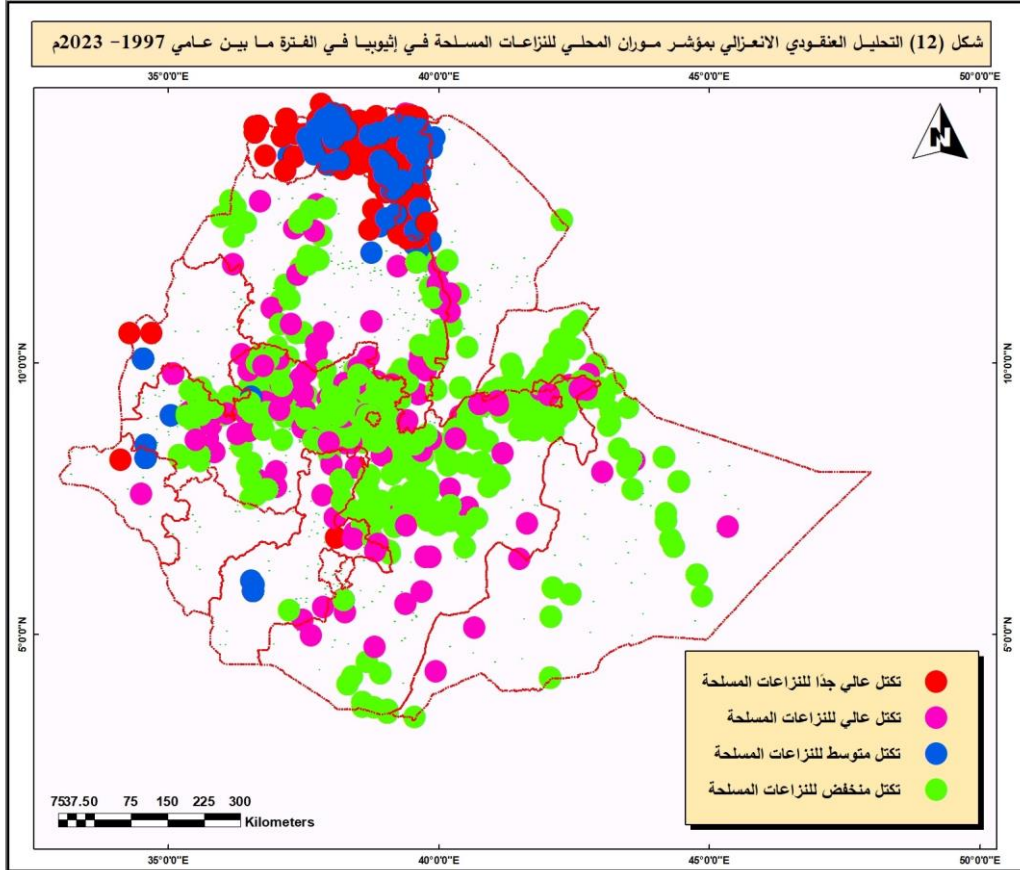 شكل (12) التحليل العنقودي الانعزالي بمؤشر موران المحلي للنزاعات المسلحة في إثيوبيا في الفترة ما بين عامي 1997- 2023م
35°0'0"E 40°0'0"E 45°0'0"E 50°0'0"E
N
10°0'0"N 10°0'0"N
5°0'0"N 5°0'0"N
تكتل عالي جدًا للنزاعات المسلحة
تكتل عالي للنزاعات المسلحة
تكتل متوسط للنزاعات المسلحة
تكتل منخفض للنزاعات المسلحة
7537.50 75 150 225 300
Kilometers
35°0'0"E 40°0'0"E 45°0'0"E 50°0'0"E